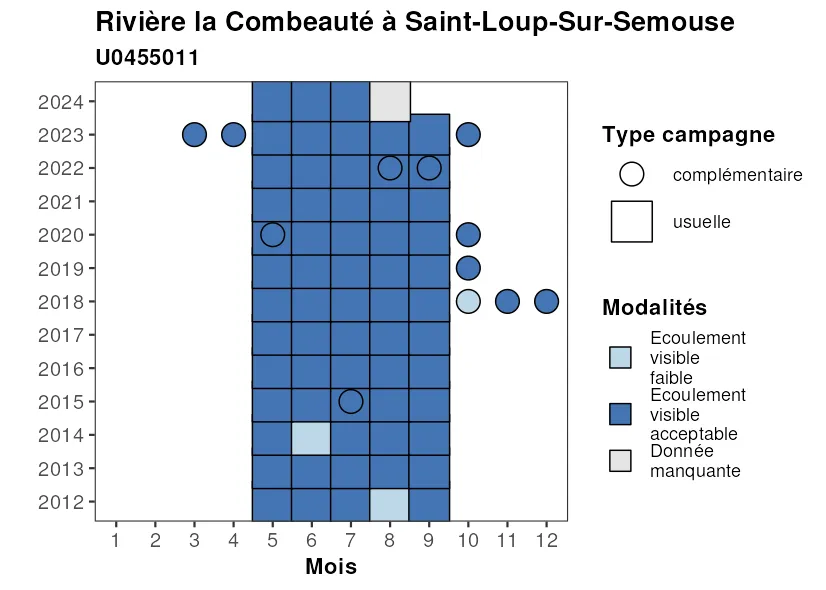 Rivière la Combeauté à Saint-Loup-Sur-Semouse
U0455011
2024
2023
2022
2021
2020
2019
2018
2017
2016
2015
2014
2013
2012
1 2 3 4 5 6 7 8 9 10 11 12
Mois
Type campagne
complémentaire
usuelle
Modalités
Ecoulement
visible
faible
Ecoulement
visible
acceptable
Donnée
manquante